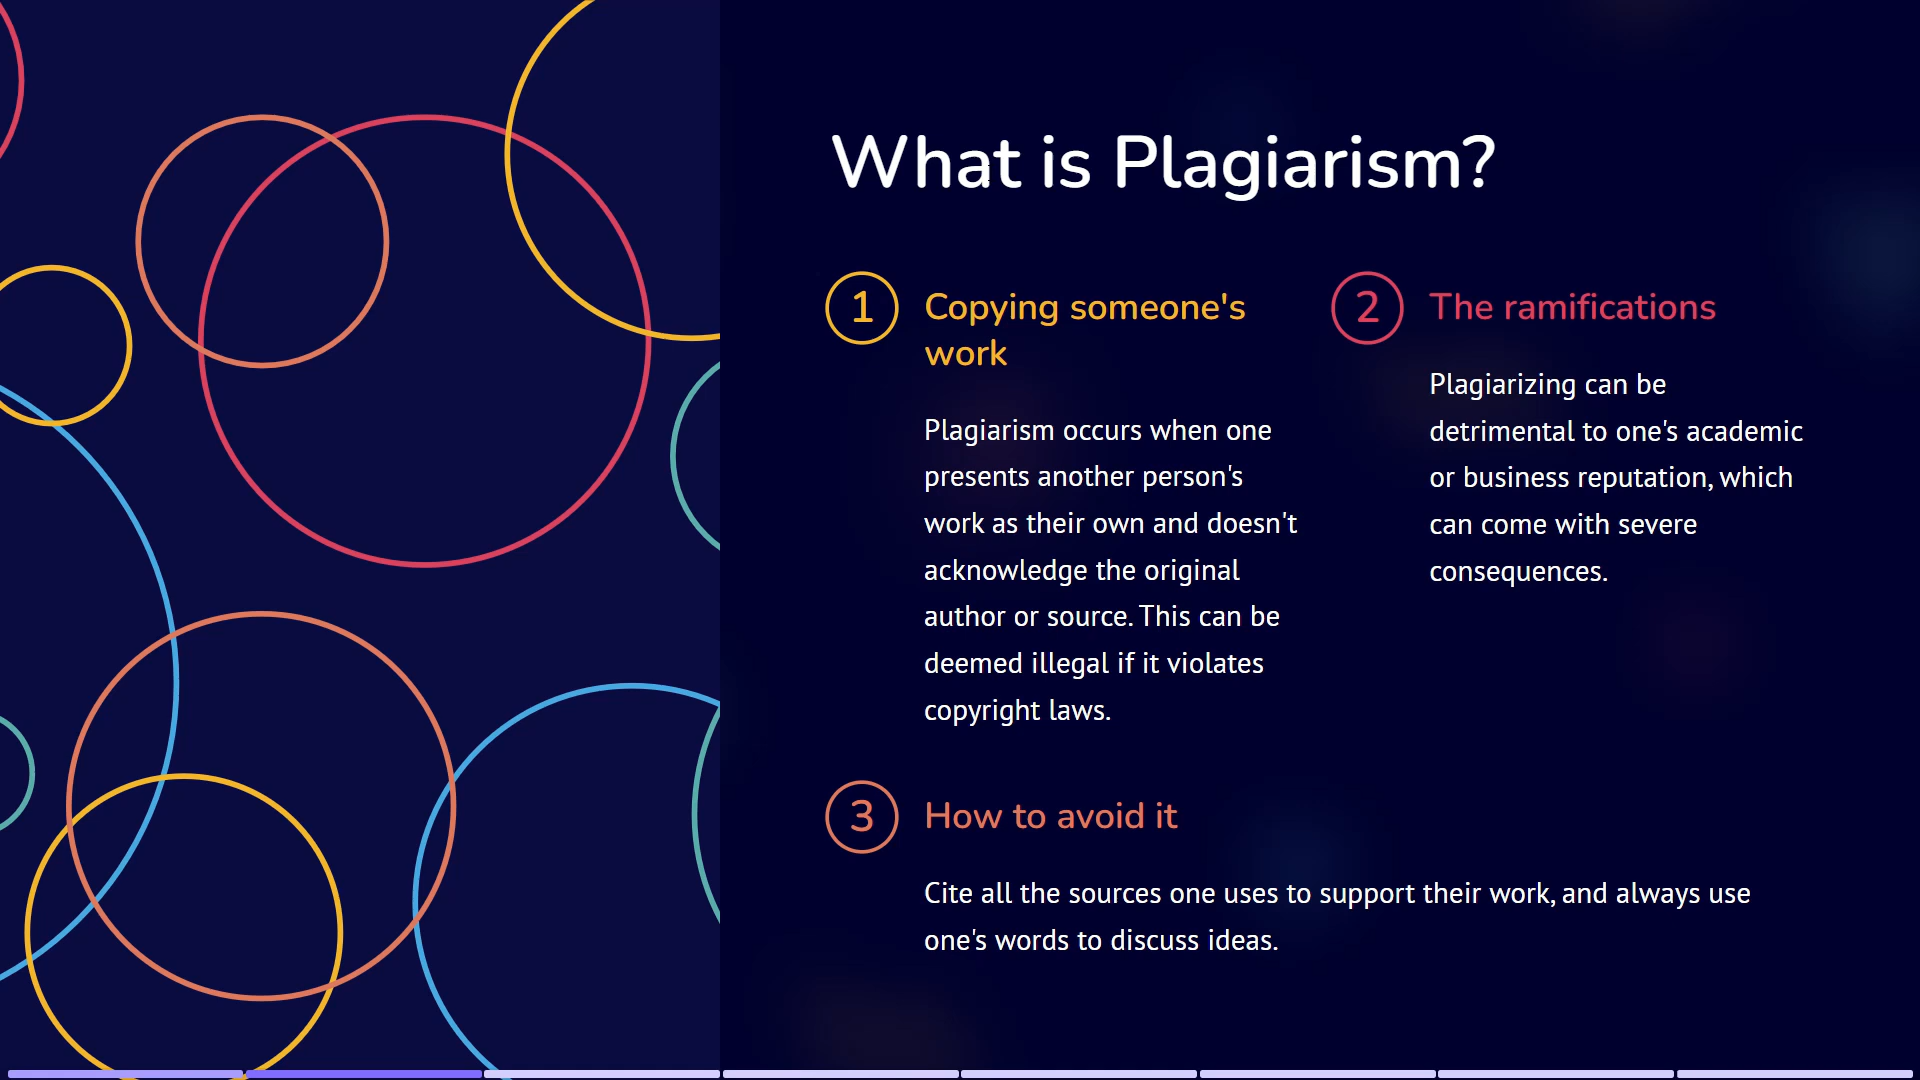 What is Plagiarism?
1
Copying someone's
work
Plagiarism occurs when one
presents another person's
work as their own and doesn't
acknowledge the original
author or source. This can be
deemed illegal if it violates
copyright laws.
2
The ramifications
Plagiarizing can be
detrimental to one's academic
or business reputation, which
can come with severe
consequences.
3
How to avoid it
Cite all the sources one uses to support their work, and always use
one's words to discuss ideas.